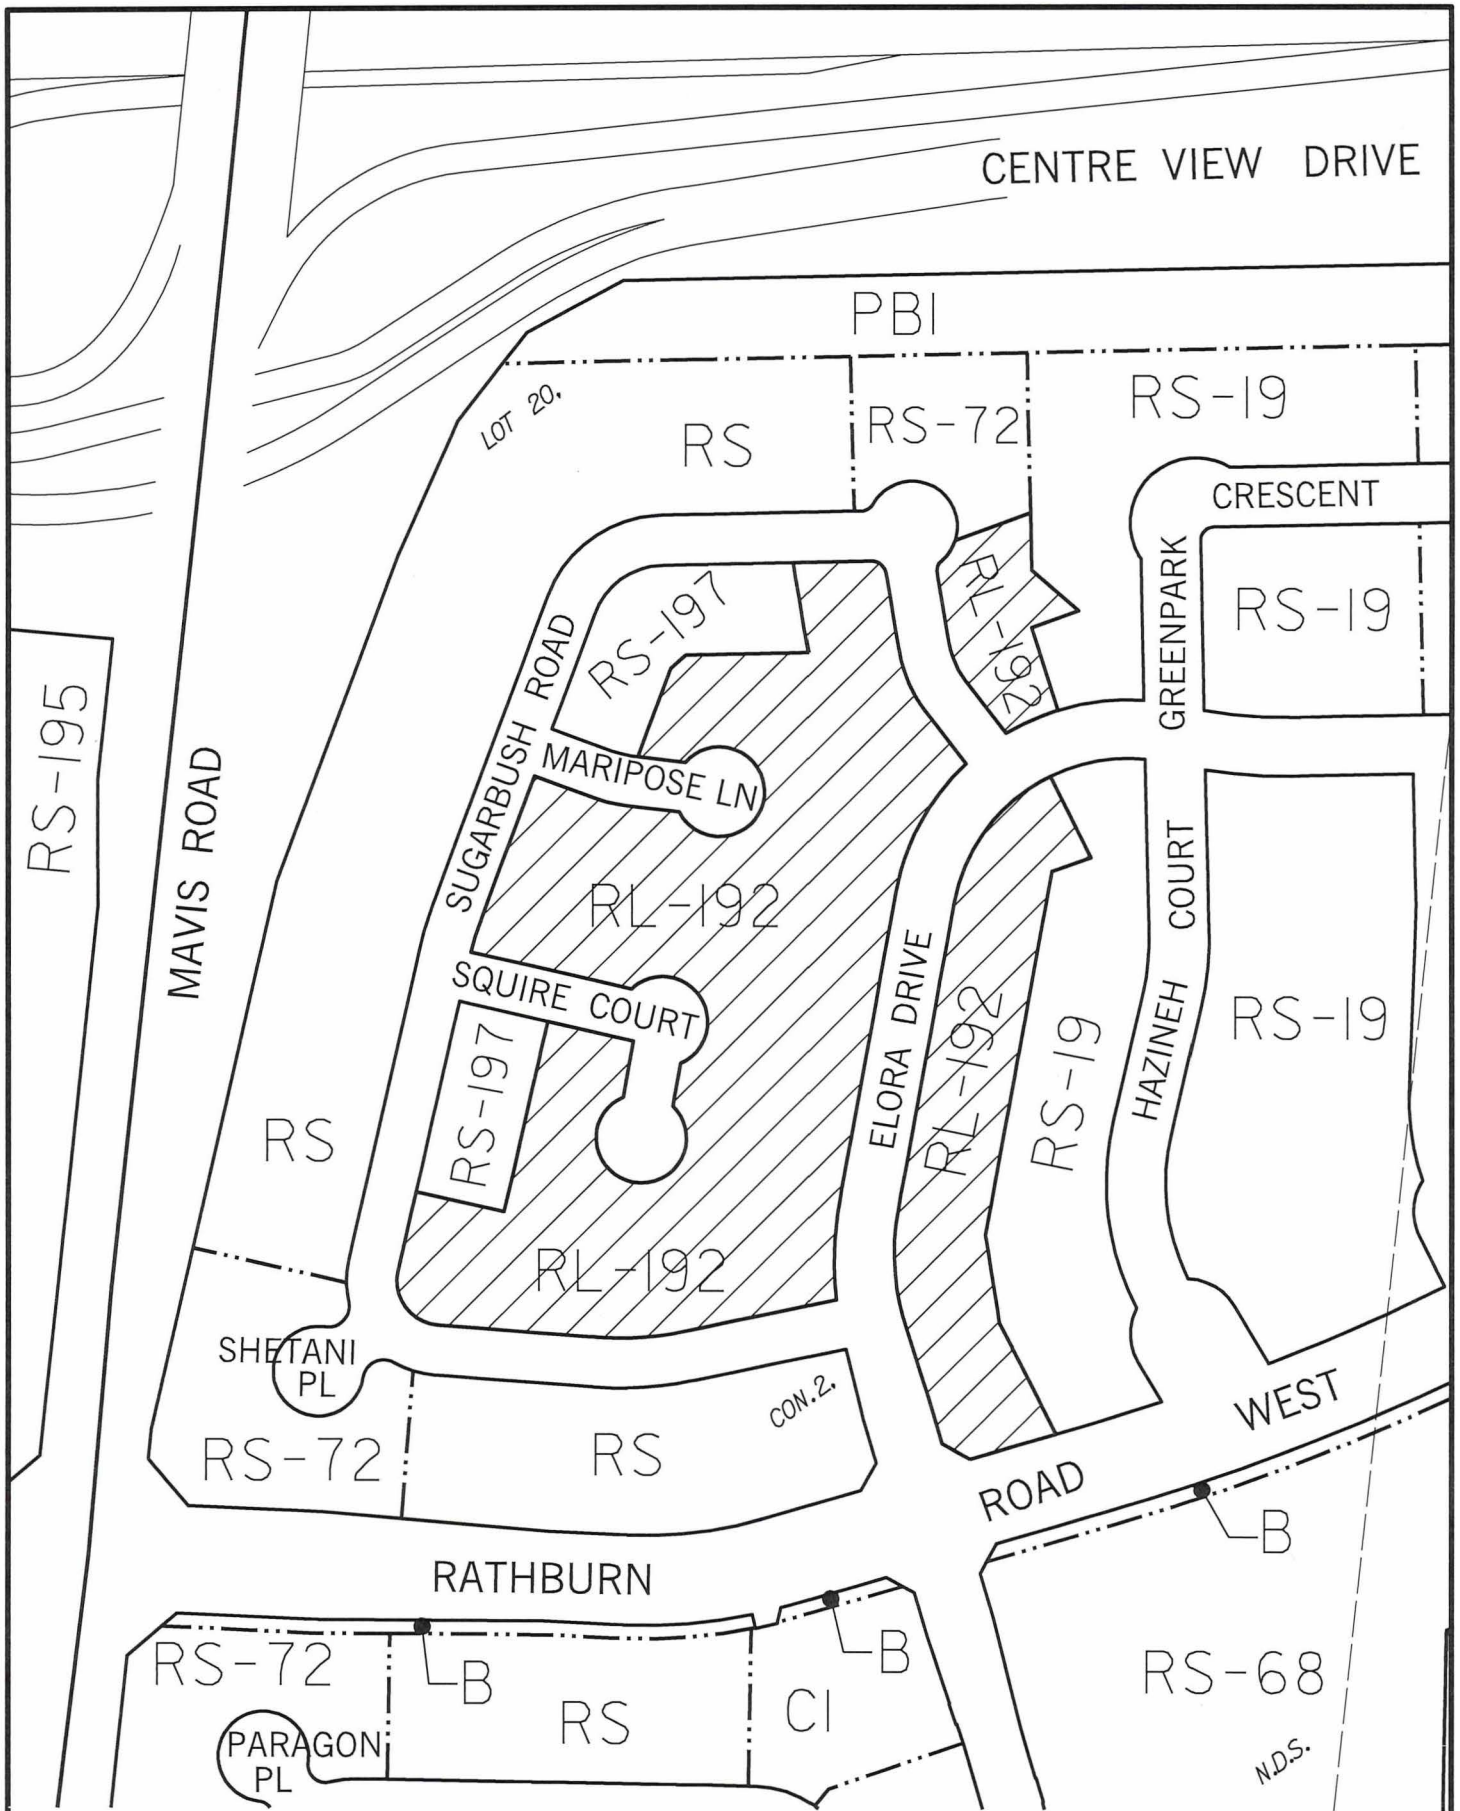 CENTRE VIEW DRIVE
PB1
LOT 20,
RS
RS-72
RS-19
CRESCENT
RS-197
RL-192
GREENPARK
RS-19
RS-195
MAVIS ROAD
SUGARBUSH ROAD
MARIPOSE LN
RL-192
SQUIRE COURT
RS-197
ELORA DRIVE
RL-192
RS-19
HAZINEH COURT
RS-19
RS
RL-192
SHETANI
PL
CON.2,
RS-72
RS
ROAD
WEST
B
RATHBURN
RS-72
B
RS
B
C1
RS-68
PARAGON
PL
N.D.S.